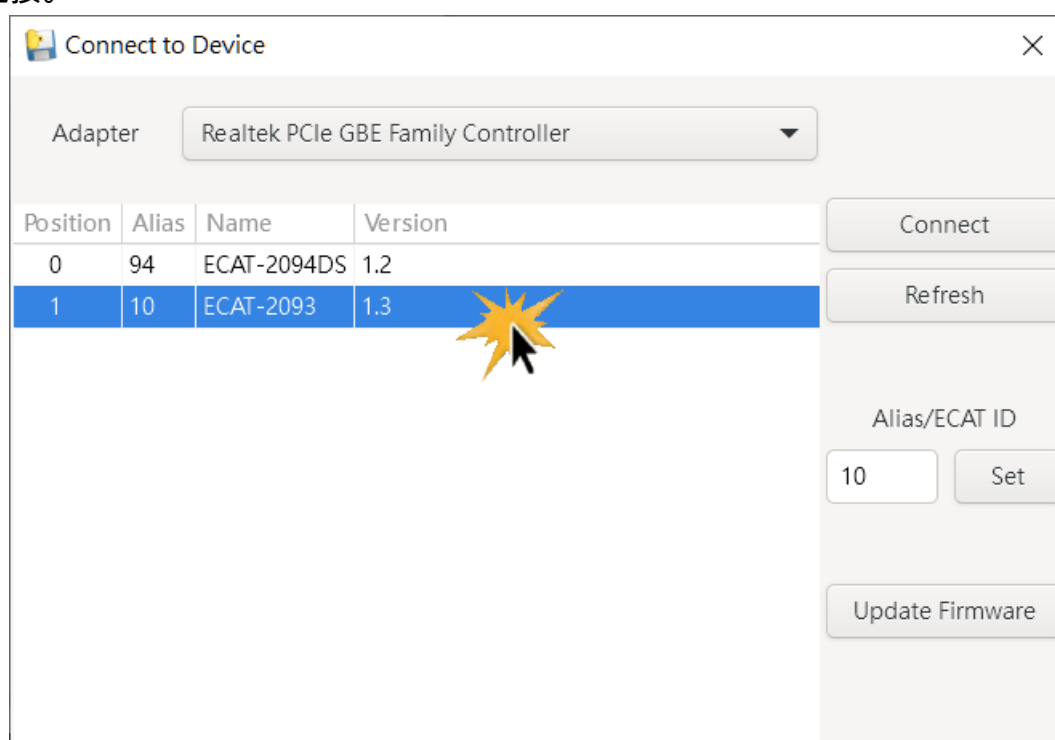 Connect to Device
Adapter Realtek PCIe GBE Family Controller
Position Alias Name Version
0 94 ECAT-2094DS 1.2
1 10 ECAT-2093 1.3
Connect
Refresh
Alias/ECAT ID
10 Set
Update Firmware